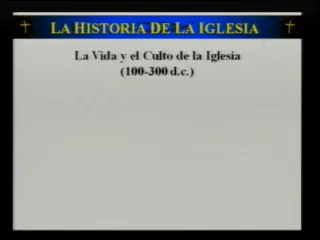 LA HISTORIA DE LA IGLESIA
La Vida y el Culto de la Iglesia
(100-300 d.c.)